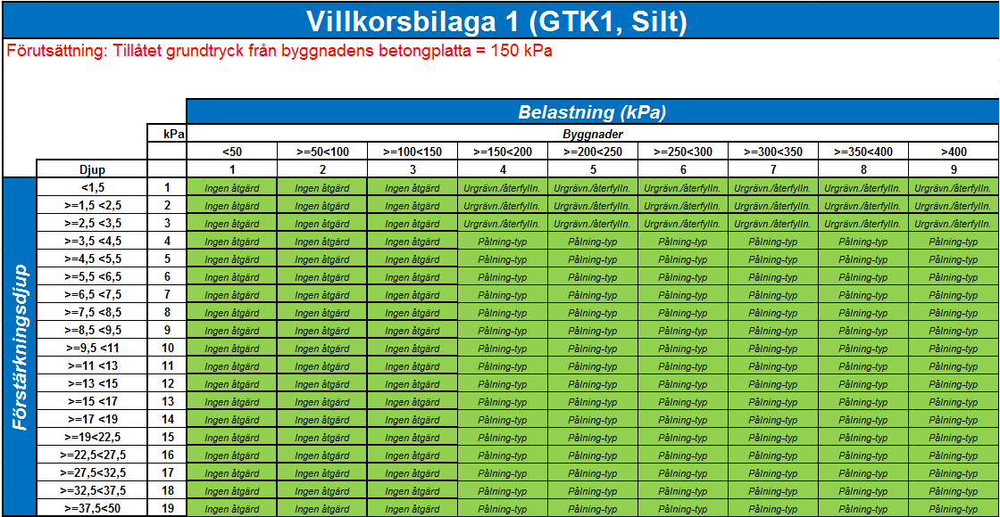 Villkorsbilaga 1 (GTK1, Silt)
Förutsättning: Tillåtet grundtryck från byggnadens betongplatta = 150 kPa
Belastning (kPa)
kPa Byggnader
<50 >=50<100 >=100<150 >=150<200 >=200<250 >=250<300 >=300<350 >=350<400 >400
Djup 1 2 3 4 5 6 7 8 9
Förstärkningsdjup
<1,5 1 Ingen åtgärd Ingen åtgärd Ingen åtgärd Urgrävn./återfylln. Urgrävn./återfylln. Urgrävn./återfylln. Urgrävn./återfylln. Urgrävn./återfylln. Urgrävn./återfylln.
>=1,5 <2,5 2 Ingen åtgärd Ingen åtgärd Ingen åtgärd Urgrävn./återfylln. Urgrävn./återfylln. Urgrävn./återfylln. Urgrävn./återfylln. Urgrävn./återfylln. Urgrävn./återfylln.
>=2,5 <3,5 3 Ingen åtgärd Ingen åtgärd Ingen åtgärd Urgrävn./återfylln. Urgrävn./återfylln. Urgrävn./återfylln. Urgrävn./återfylln. Urgrävn./återfylln. Urgrävn./återfylln.
>=3,5 <4,5 4 Ingen åtgärd Ingen åtgärd Ingen åtgärd Pålning-typ Pålning-typ Pålning-typ Pålning-typ Pålning-typ Pålning-typ
>=4,5 <5,5 5 Ingen åtgärd Ingen åtgärd Ingen åtgärd Pålning-typ Pålning-typ Pålning-typ Pålning-typ Pålning-typ Pålning-typ
>=5,5 <6,5 6 Ingen åtgärd Ingen åtgärd Ingen åtgärd Pålning-typ Pålning-typ Pålning-typ Pålning-typ Pålning-typ Pålning-typ
>=6,5 <7,5 7 Ingen åtgärd Ingen åtgärd Ingen åtgärd Pålning-typ Pålning-typ Pålning-typ Pålning-typ Pålning-typ Pålning-typ
>=7,5 <8,5 8 Ingen åtgärd Ingen åtgärd Ingen åtgärd Pålning-typ Pålning-typ Pålning-typ Pålning-typ Pålning-typ Pålning-typ
>=8,5 <9,5 9 Ingen åtgärd Ingen åtgärd Ingen åtgärd Pålning-typ Pålning-typ Pålning-typ Pålning-typ Pålning-typ Pålning-typ
>=9,5 <11 10 Ingen åtgärd Ingen åtgärd Ingen åtgärd Pålning-typ Pålning-typ Pålning-typ Pålning-typ Pålning-typ Pålning-typ
>=11 <13 11 Ingen åtgärd Ingen åtgärd Ingen åtgärd Pålning-typ Pålning-typ Pålning-typ Pålning-typ Pålning-typ Pålning-typ
>=13 <15 12 Ingen åtgärd Ingen åtgärd Ingen åtgärd Pålning-typ Pålning-typ Pålning-typ Pålning-typ Pålning-typ Pålning-typ
>=15 <17 13 Ingen åtgärd Ingen åtgärd Ingen åtgärd Pålning-typ Pålning-typ Pålning-typ Pålning-typ Pålning-typ Pålning-typ
>=17 <19 14 Ingen åtgärd Ingen åtgärd Ingen åtgärd Pålning-typ Pålning-typ Pålning-typ Pålning-typ Pålning-typ Pålning-typ
>=19<22,5 15 Ingen åtgärd Ingen åtgärd Ingen åtgärd Pålning-typ Pålning-typ Pålning-typ Pålning-typ Pålning-typ Pålning-typ
>=22,5<27,5 16 Ingen åtgärd Ingen åtgärd Ingen åtgärd Pålning-typ Pålning-typ Pålning-typ Pålning-typ Pålning-typ Pålning-typ
>=27,5<32,5 17 Ingen åtgärd Ingen åtgärd Ingen åtgärd Pålning-typ Pålning-typ Pålning-typ Pålning-typ Pålning-typ Pålning-typ
>=32,5<37,5 18 Ingen åtgärd Ingen åtgärd Ingen åtgärd Pålning-typ Pålning-typ Pålning-typ Pålning-typ Pålning-typ Pålning-typ
>=37,5<50 19 Ingen åtgärd Ingen åtgärd Ingen åtgärd Pålning-typ Pålning-typ Pålning-typ Pålning-typ Pålning-typ Pålning-typ